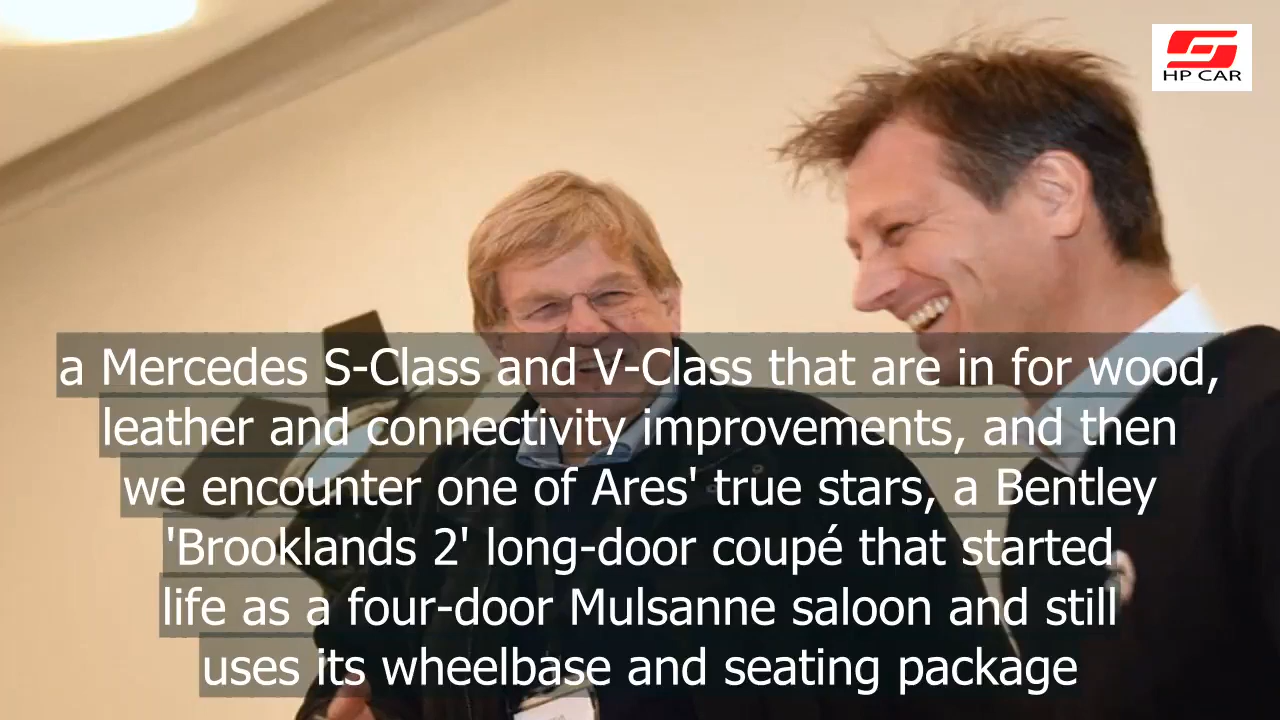 HP CAR
a Mercedes S-Class and V-Class that are in for wood,
leather and connectivity improvements, and then
we encounter one of Ares' true stars, a Bentley
'Brooklands 2' long-door coupé that started
life as a four-door Mulsanne saloon and still
uses its wheelbase and seating package